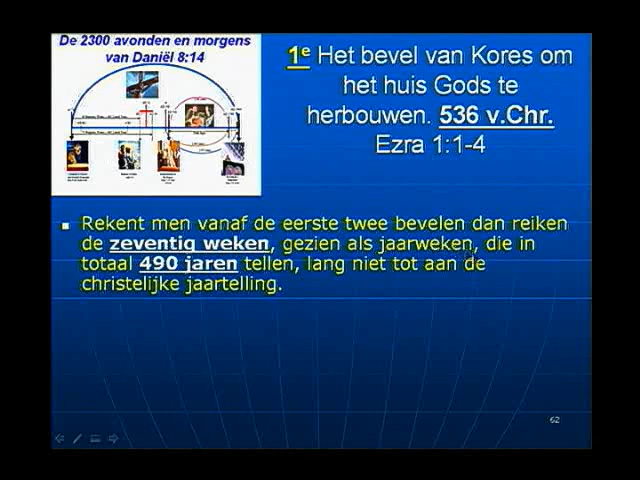 De 2300 avonden en morgens
van Daniël 8:14
1e Het bevel van Kores om
het huis Gods te
herbouwen. 536 v.Chr.
Ezra 1:1-4
Rekent men vanaf de eerste twee bevelen dan reiken
de zeventig weken, gezien als jaarweken, die in
totaal 490 jaren tellen, lang niet tot aan de
christelijke jaartelling.
62